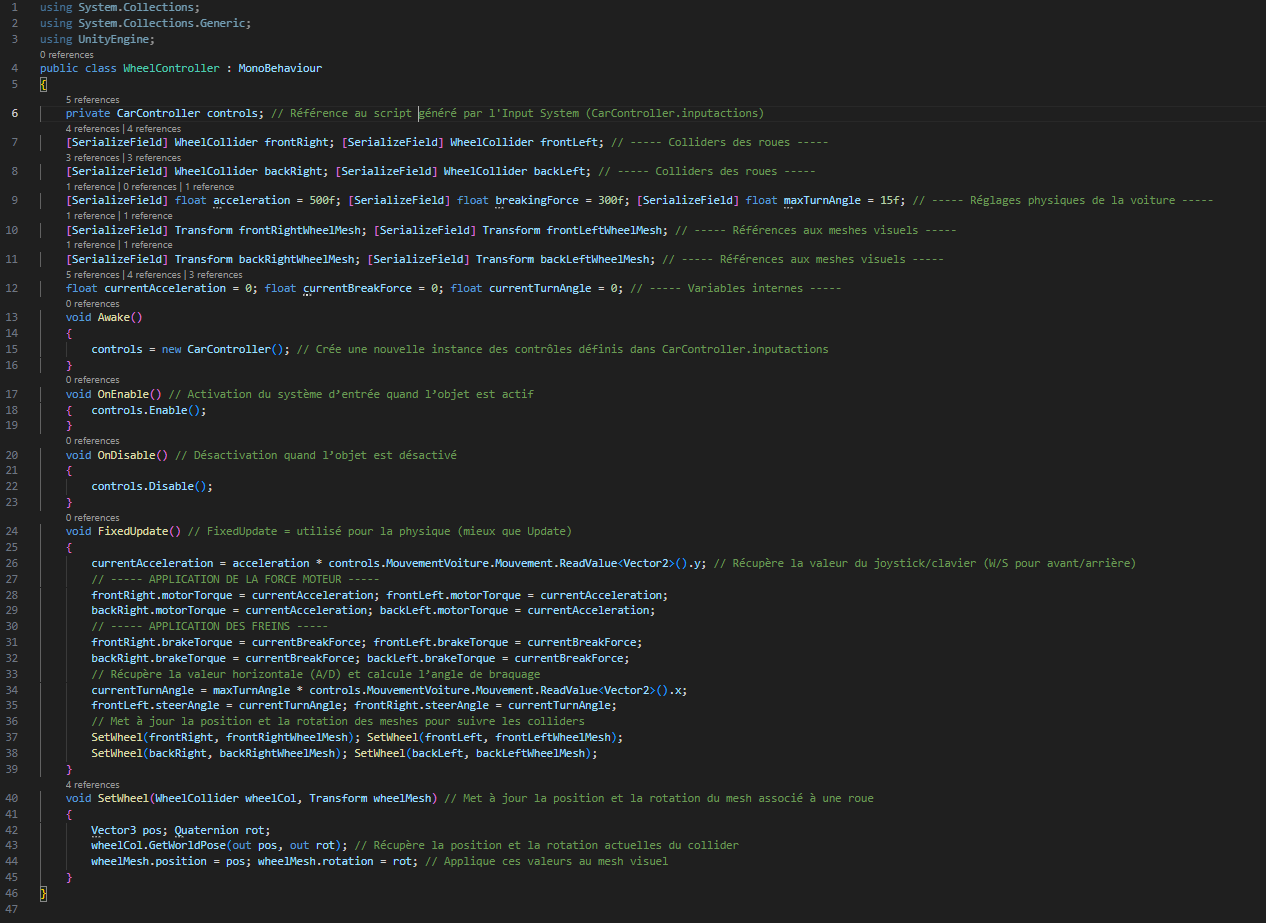 1 using System.Collections;
2 using System.Collections.Generic;
3 using UnityEngine;
0 references
4 public class WheelController : MonoBehaviour
5 {
5 references
6 private CarController controls; // Référence au script généré par l'Input System (CarController.inputactions)
4 references | 4 references
7 [SerializeField] WheelCollider frontRight; [SerializeField] WheelCollider frontLeft; // ----- Colliders des roues -----
3 references | 3 references
8 [SerializeField] WheelCollider backRight; [SerializeField] WheelCollider backLeft; // ----- Colliders des roues -----
1 reference | 0 references | 1 reference
9 [SerializeField] float acceleration = 500f; [SerializeField] float breakingForce = 300f; [SerializeField] float maxTurnAngle = 15f; // ----- Réglages physiques de la voiture -----
1 reference | 1 reference
10 [SerializeField] Transform frontRightWheelMesh; [SerializeField] Transform frontLeftWheelMesh; // ----- Références aux meshes visuels -----
1 reference | 1 reference
11 [SerializeField] Transform backRightWheelMesh; [SerializeField] Transform backLeftWheelMesh; // ----- Références aux meshes visuels -----
5 references | 4 references | 3 references
12 float currentAcceleration = 0; float currentBreakForce = 0; float currentTurnAngle = 0; // ----- Variables internes -----
0 references
13 void Awake()
14 {
15 controls = new CarController(); // Crée une nouvelle instance des contrôles définis dans CarController.inputactions
16 }
0 references
17 void OnEnable() // Activation du système d’entrée quand l’objet est actif
18 { controls.Enable();
19 }
0 references
20 void OnDisable() // Désactivation quand l’objet est désactivé
21 {
22 controls.Disable();
23 }
0 references
24 void FixedUpdate() // FixedUpdate = utilisé pour la physique (mieux que Update)
25 {
26 currentAcceleration = acceleration * controls.MouvementVoiture.Mouvement.ReadValue<Vector2>().y; // Récupère la valeur du joystick/clavier (W/S pour avant/arrière)
27 // ----- APPLICATION DE LA FORCE MOTEUR -----
28 frontRight.motorTorque = currentAcceleration; frontLeft.motorTorque = currentAcceleration;
29 backRight.motorTorque = currentAcceleration; backLeft.motorTorque = currentAcceleration;
30 // ----- APPLICATION DES FREINS -----
31 frontRight.brakeTorque = currentBreakForce; frontLeft.brakeTorque = currentBreakForce;
32 backRight.brakeTorque = currentBreakForce; backLeft.brakeTorque = currentBreakForce;
33 // Récupère la valeur horizontale (A/D) et calcule l’angle de braquage
34 currentTurnAngle = maxTurnAngle * controls.MouvementVoiture.Mouvement.ReadValue<Vector2>().x;
35 frontLeft.steerAngle = currentTurnAngle; frontRight.steerAngle = currentTurnAngle;
36 // Met à jour la position et la rotation des meshes pour suivre les colliders
37 SetWheel(frontRight, frontRightWheelMesh); SetWheel(frontLeft, frontLeftWheelMesh);
38 SetWheel(backRight, backRightWheelMesh); SetWheel(backLeft, backLeftWheelMesh);
39 }
4 references
40 void SetWheel(WheelCollider wheelCol, Transform wheelMesh) // Met à jour la position et la rotation du mesh associé à une roue
41 {
42 Vector3 pos; Quaternion rot;
43 wheelCol.GetWorldPose(out pos, out rot); // Récupère la position et la rotation actuelles du collider
44 wheelMesh.position = pos; wheelMesh.rotation = rot; // Applique ces valeurs au mesh visuel
45 }
46 }
47